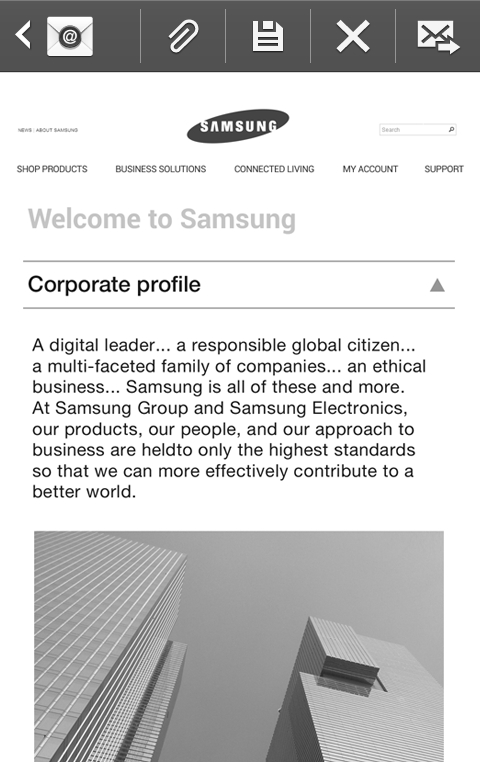 @
NEWS | ABOUT SAMSUNG
SAMSUNG
Search
SHOP PRODUCTS BUSINESS SOLUTIONS CONNECTED LIVING MY ACCOUNT SUPPORT
Welcome to Samsung
Corporate profile
A digital leader... a responsible global citizen...
a multi-faceted family of companies... an ethical
business... Samsung is all of these and more.
At Samsung Group and Samsung Electronics,
our products, our people, and our approach to
business are heldto only the highest standards
so that we can more effectively contribute to a
better world.